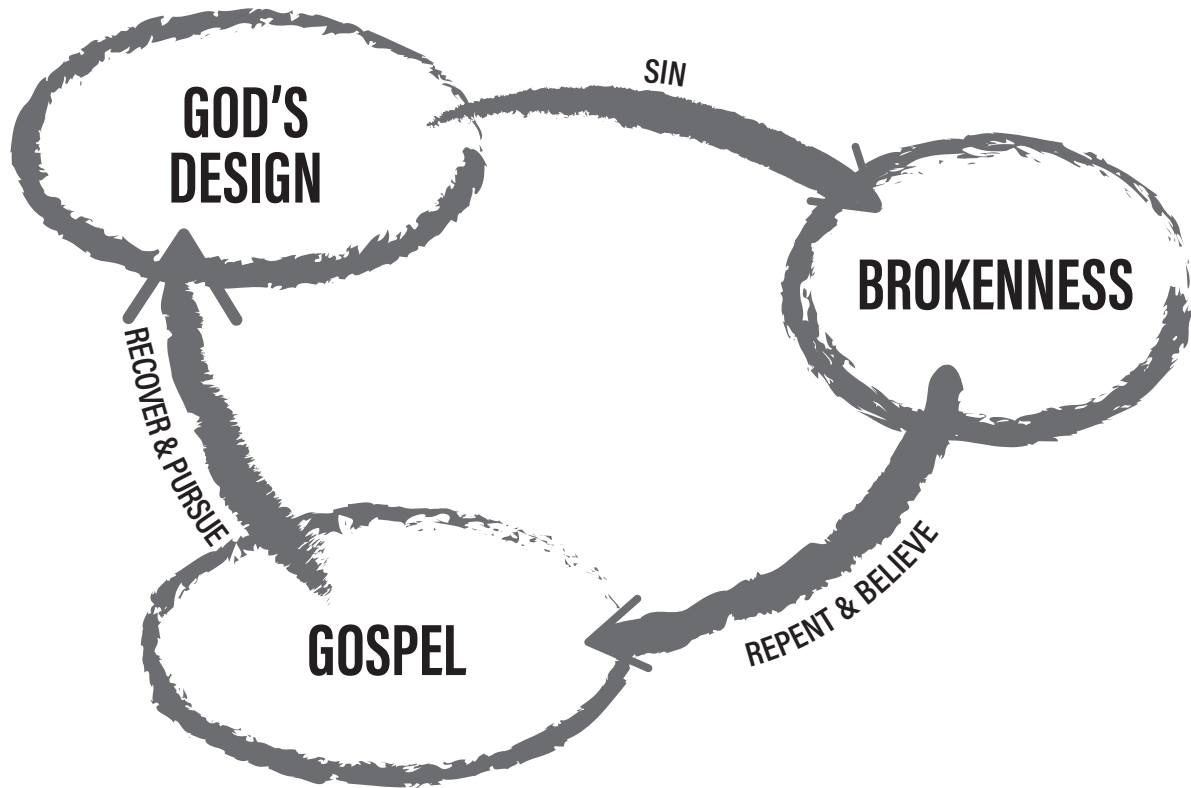 GOD'S
DESIGN
SIN
BROKENNESS
REPENT & BELIEVE
GOSPEL
RECOVER & PURSUE